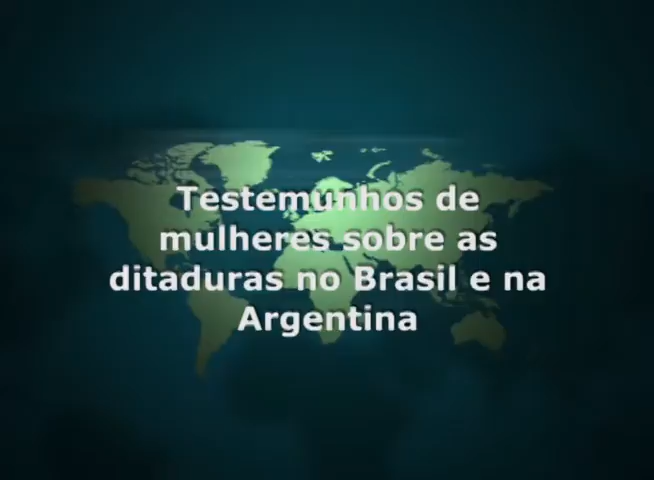 Testemunhos de
mulheres sobre as
ditaduras no Brasil e na
Argentina